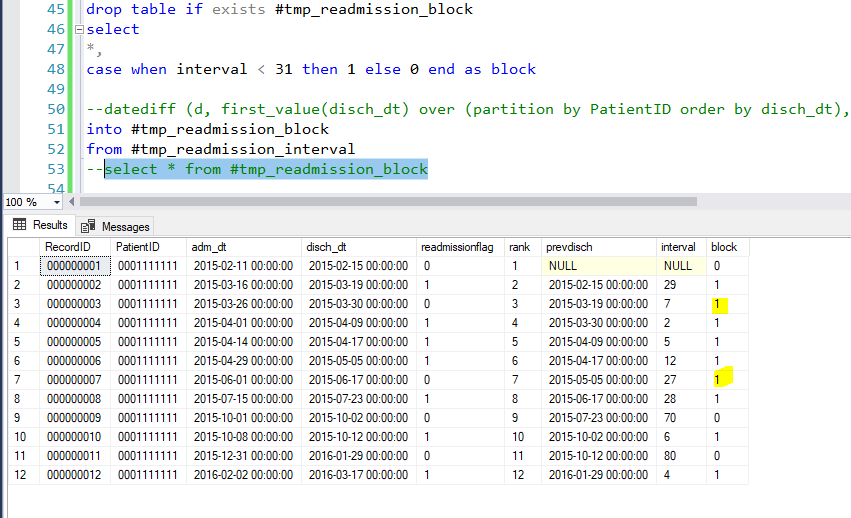 45 drop table if exists #tmp_readmission_block
46 select
47 *,
48 case when interval < 31 then 1 else 0 end as block
49
50 --datediff (d, first_value(disch_dt) over (partition by PatientID order by disch_dt),
51 into #tmp_readmission_block
52 from #tmp_readmission_interval
53 --select * from #tmp_readmission_block
54
100 %
Results Messages
RecordID PatientID adm_dt disch_dt readmissionflag rank prevdisch interval block
1 000000001 0001111111 2015-02-11 00:00:00 2015-02-15 00:00:00 0 1 NULL NULL 0
2 000000002 0001111111 2015-03-16 00:00:00 2015-03-19 00:00:00 1 2 2015-02-15 00:00:00 29 1
3 000000003 0001111111 2015-03-26 00:00:00 2015-03-30 00:00:00 0 3 2015-03-19 00:00:00 7 1
4 000000004 0001111111 2015-04-01 00:00:00 2015-04-09 00:00:00 1 4 2015-03-30 00:00:00 2 1
5 000000005 0001111111 2015-04-14 00:00:00 2015-04-17 00:00:00 1 5 2015-04-09 00:00:00 5 1
6 000000006 0001111111 2015-04-29 00:00:00 2015-05-05 00:00:00 1 6 2015-04-17 00:00:00 12 1
7 000000007 0001111111 2015-06-01 00:00:00 2015-06-17 00:00:00 0 7 2015-05-05 00:00:00 27 1
8 000000008 0001111111 2015-07-15 00:00:00 2015-07-23 00:00:00 1 8 2015-06-17 00:00:00 28 1
9 000000009 0001111111 2015-10-01 00:00:00 2015-10-02 00:00:00 0 9 2015-07-23 00:00:00 70 0
10 000000010 0001111111 2015-10-08 00:00:00 2015-10-12 00:00:00 1 10 2015-10-02 00:00:00 6 1
11 000000011 0001111111 2015-12-31 00:00:00 2016-01-29 00:00:00 0 11 2015-10-12 00:00:00 80 0
12 000000012 0001111111 2016-02-02 00:00:00 2016-03-17 00:00:00 1 12 2016-01-29 00:00:00 4 1